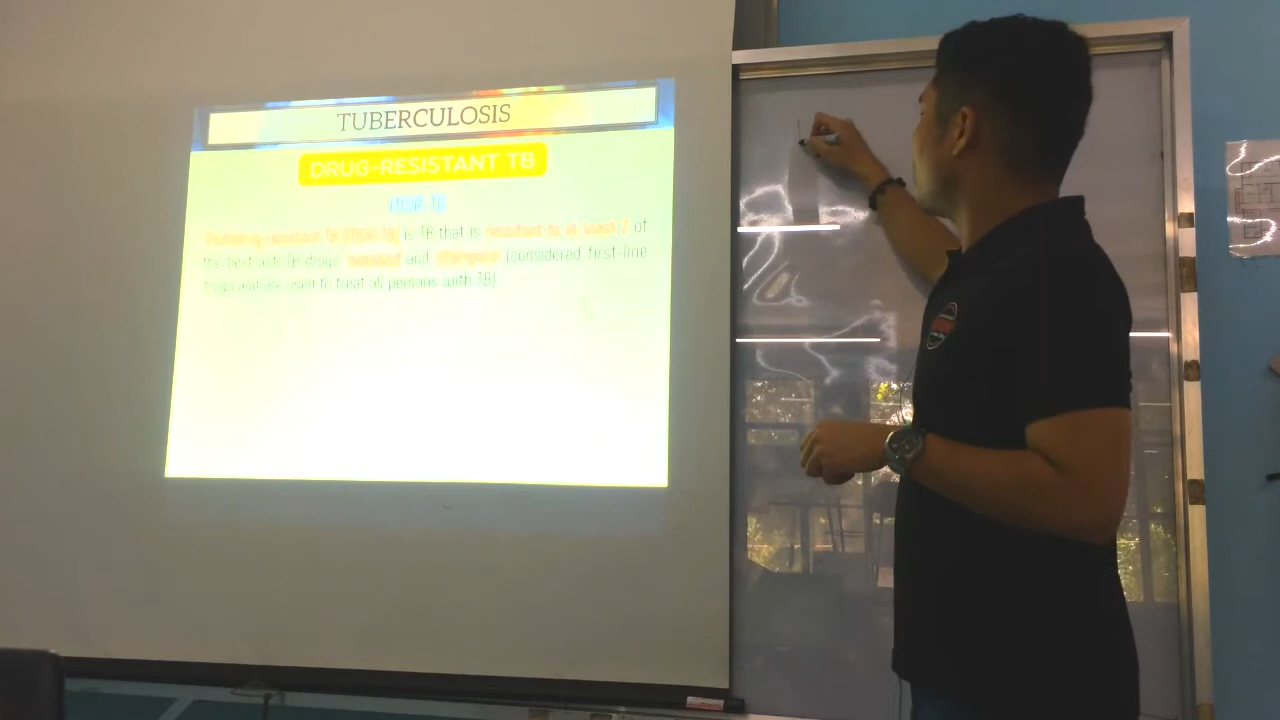 TUBERCULOSIS
DRUG-RESISTANT TB
MDR-TB
Multidrug-resistant TB (MDR-TB) is TB that is resistant to at least 2 of
the best anti-TB drugs, isoniazid and rifampicin (considered first-line
drugs and are used to treat all persons with TB)